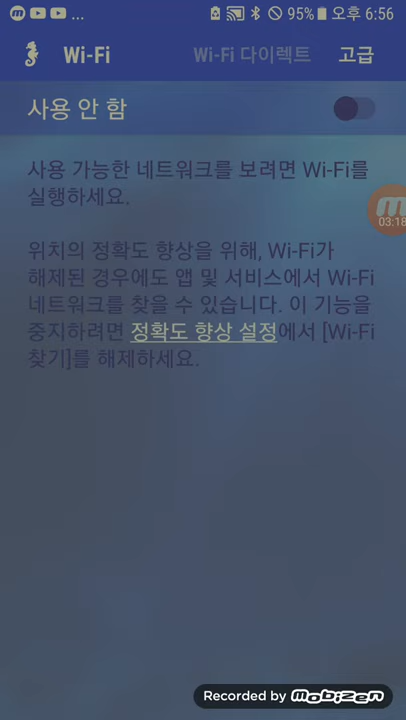 ... 95% 오후 6:56
Wi-Fi Wi-Fi 다이렉트 고급
사용 안 함
사용 가능한 네트워크를 보려면 Wi-Fi를
실행하세요.
03:18
위치의 정확도 향상을 위해, Wi-Fi가
해제된 경우에도 앱 및 서비스에서 Wi-Fi
네트워크를 찾을 수 있습니다. 이 기능을
중지하려면 정확도 향상 설정에서 [Wi-Fi
찾기]를 해제하세요.
Recorded by mobizen